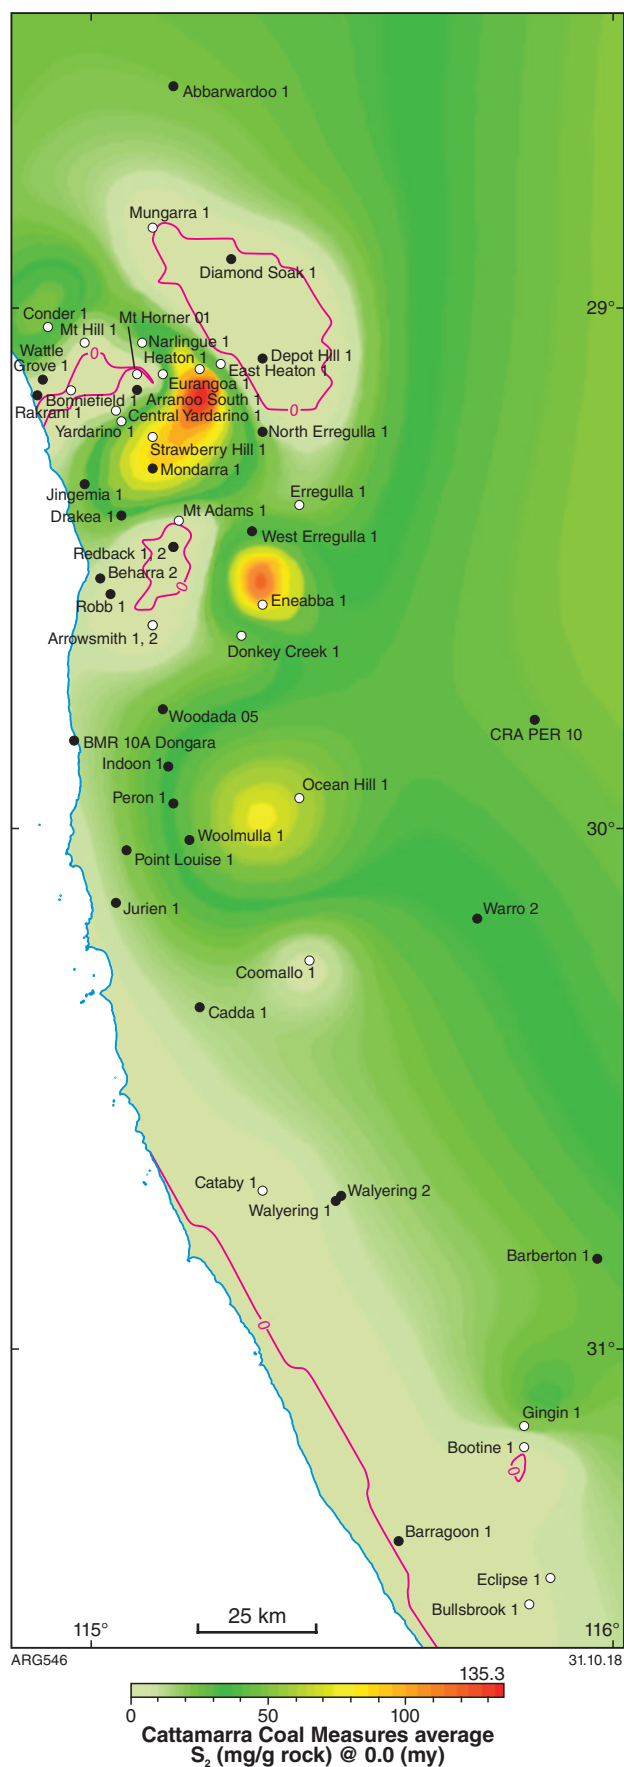 Abbarwardoo 1
Mungarra 1
Diamond Soak 1
Conder 1
Mt Horner 01
29°
Mt Hill 1
Narlingue 1
Wattle
Grove 1
0
Heaton 1
Depot Hill 1
East Heaton 1
Eurangoa 1
Bonniefield 1
Arranoo South 1
Rakrani 1
Central Yardarino 1
0
Yardarino 1
North Erregulla 1
Strawberry Hill 1
Mondarra 1
Jingemia 1
Erregulla 1
Drakea 1
Mt Adams 1
West Erregulla 1
Redback 1, 2
Beharra 2
0
Robb 1
Eneabba 1
Arrowsmith 1, 2
Donkey Creek 1
Woodada 05
CRA PER 10
BMR 10A Dongara
Indoon 1
Ocean Hill 1
Peron 1
30°
Woolmulla 1
Point Louise 1
Jurien 1
Warro 2
Coomallo 1
Cadda 1
Cataby 1
Walyering 2
Walyering 1
Barberton 1
0
31°
Gingin 1
Bootine 1
0
Barragoon 1
Eclipse 1
Bullsbrook 1
25 km
115°
116°
ARG546
31.10.18
135.3
0 50 100
Cattamarra Coal Measures average
S₂ (mg/g rock) @ 0.0 (my)